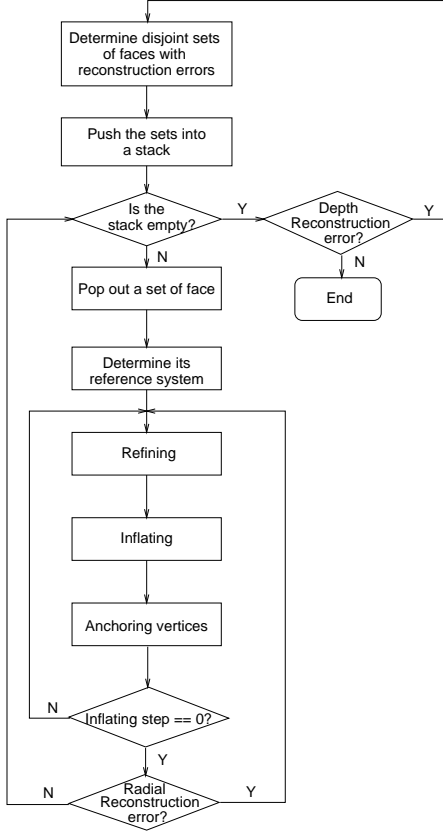 Determine disjoint sets
of faces with
reconstruction errors
Push the sets into
a stack
Is the
stack empty?
Y
Depth
Reconstruction
error?
Y
N
N
Pop out a set of face
End
Determine its
reference system
Refining
Inflating
Anchoring vertices
N
Inflating step == 0?
Y
N
Radial
Reconstruction
error?
Y